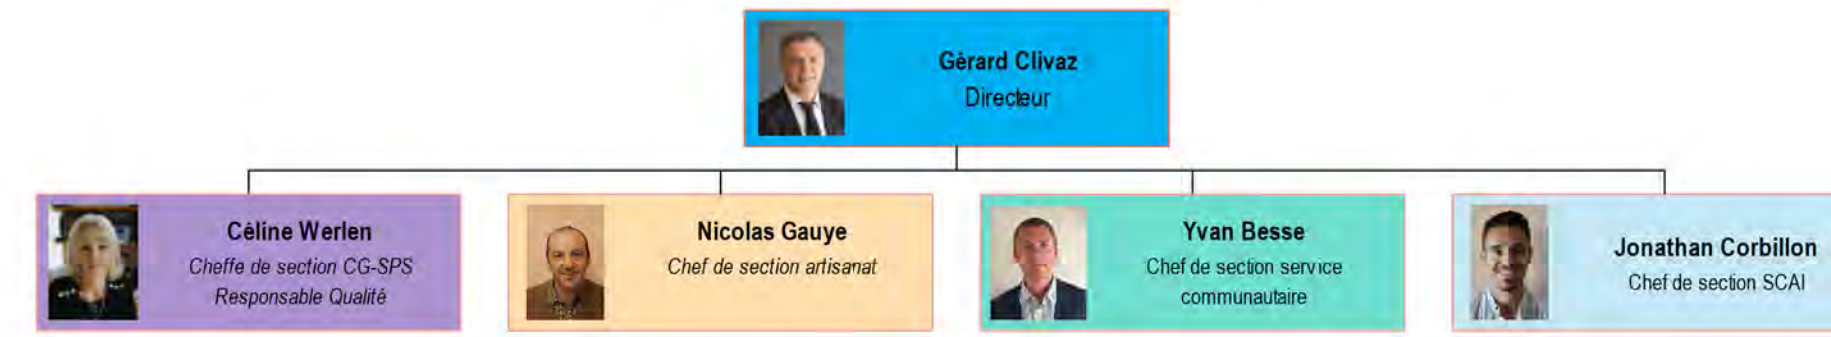 Gérard Clivaz
Directeur
Céline Werlen
Cheffe de section CG-SPS
Responsable Qualité
Nicolas Gauye
Chef de section artisanat
Yvan Besse
Chef de section service
communautaire
Jonathan Corbillon
Chef de section SCAI